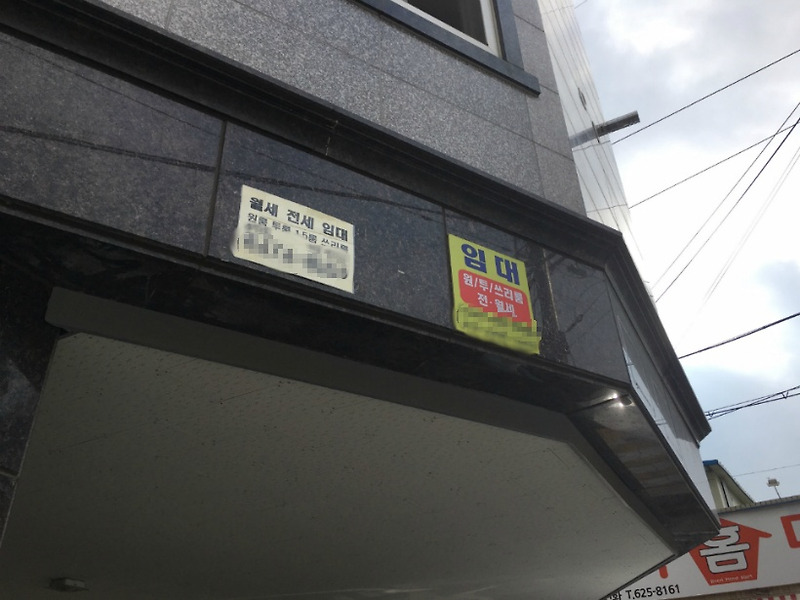 월세 전세 임대
원룸 투룸 1.5룸 쓰리룸
임대
원/투/쓰리룸
전·월세
홈
T.625-8161